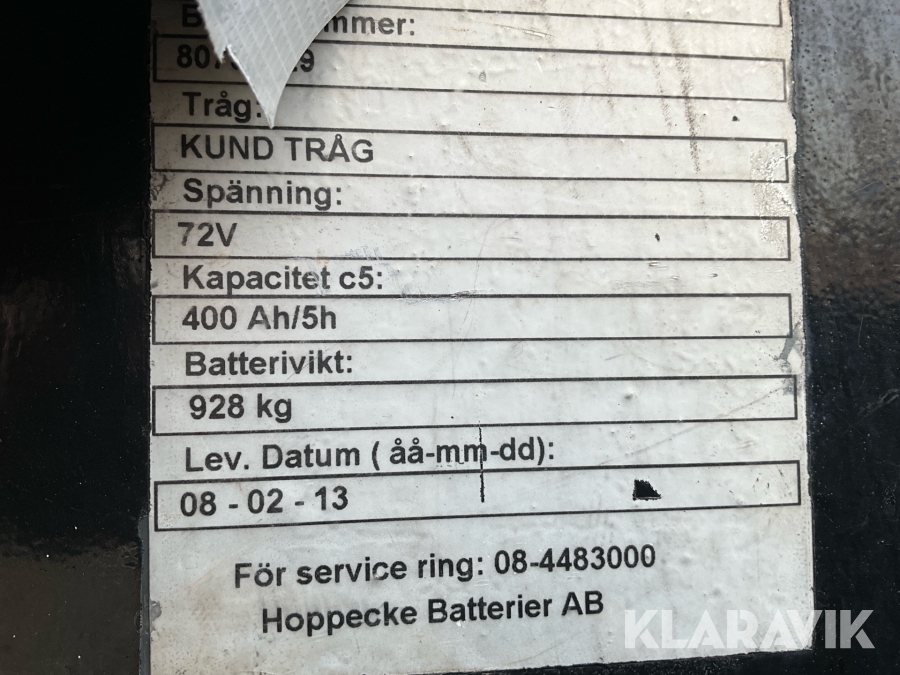 Tråg:
KUND TRÅG
Spänning:
72V
Kapacitet c5:
400 Ah/5h
Batterivikt:
928 kg
Lev. Datum ( åå-mm-dd):
08 - 02 - 13
För service ring: 08-4483000
Hoppecke Batterier AB
KLARAVIK